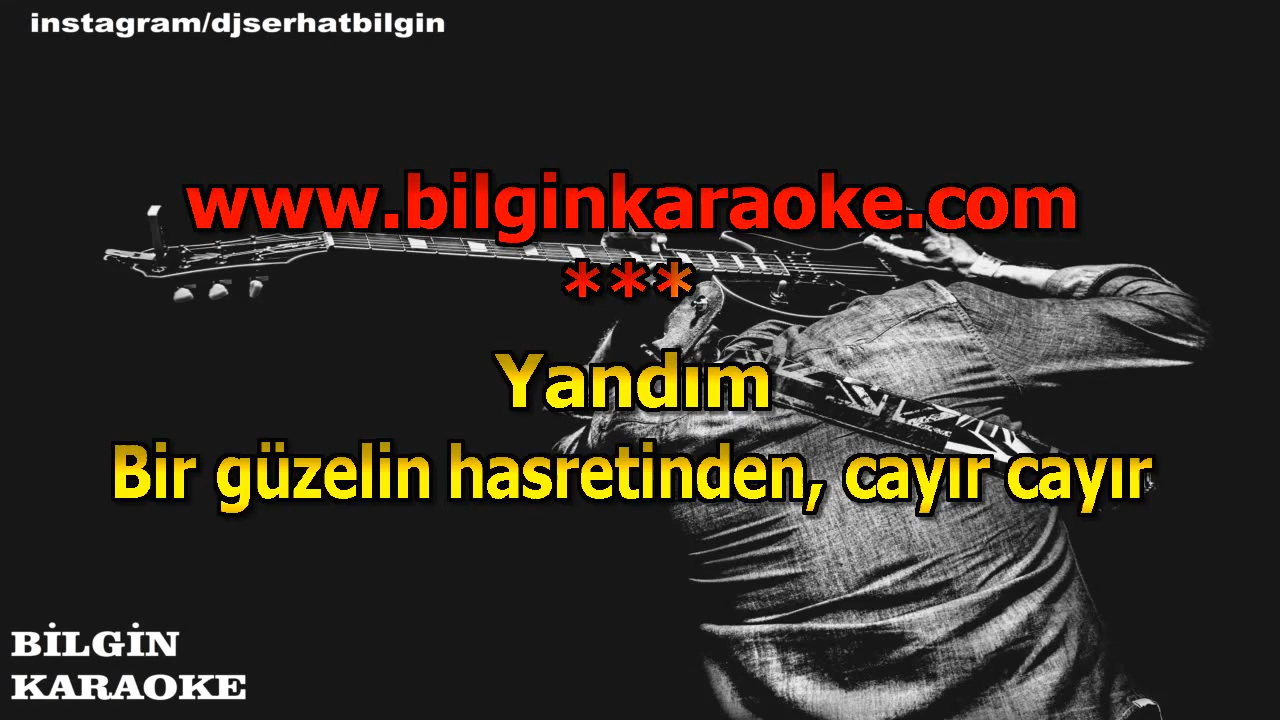 instagram/djserhatbilgin
www.bilginkaraoke.com
***
Yandım
Bir güzelin hasretinden, cayır cayır
BİLGİN
KARAOKE